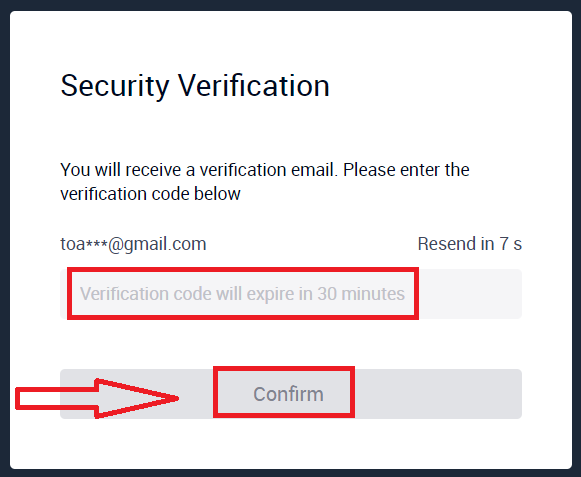 Security Verification
You will receive a verification email. Please enter the
verification code below
toa***@gmail.com
Resend in 7 s
Verification code will expire in 30 minutes
Confirm